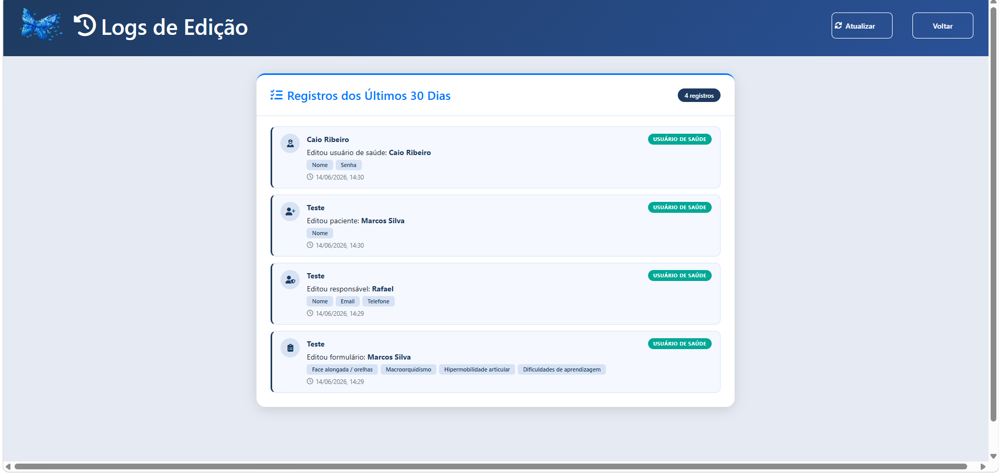 Logs de Edição
Atualizar
Voltar
Registros dos Últimos 30 Dias
4 registros
Caio Ribeiro
USUÁRIO DE SAÚDE
Editou usuário de saúde: Caio Ribeiro
Nome Senha
14/06/2026, 14:30
Teste
USUÁRIO DE SAÚDE
Editou paciente: Marcos Silva
Nome
14/06/2026, 14:30
Teste
USUÁRIO DE SAÚDE
Editou responsável: Rafael
Nome Email Telefone
14/06/2026, 14:29
Teste
USUÁRIO DE SAÚDE
Editou formulário: Marcos Silva
Face alongada / orelhas Macroorquidismo Hipermobilidade articular Dificuldades de aprendizagem
14/06/2026, 14:29